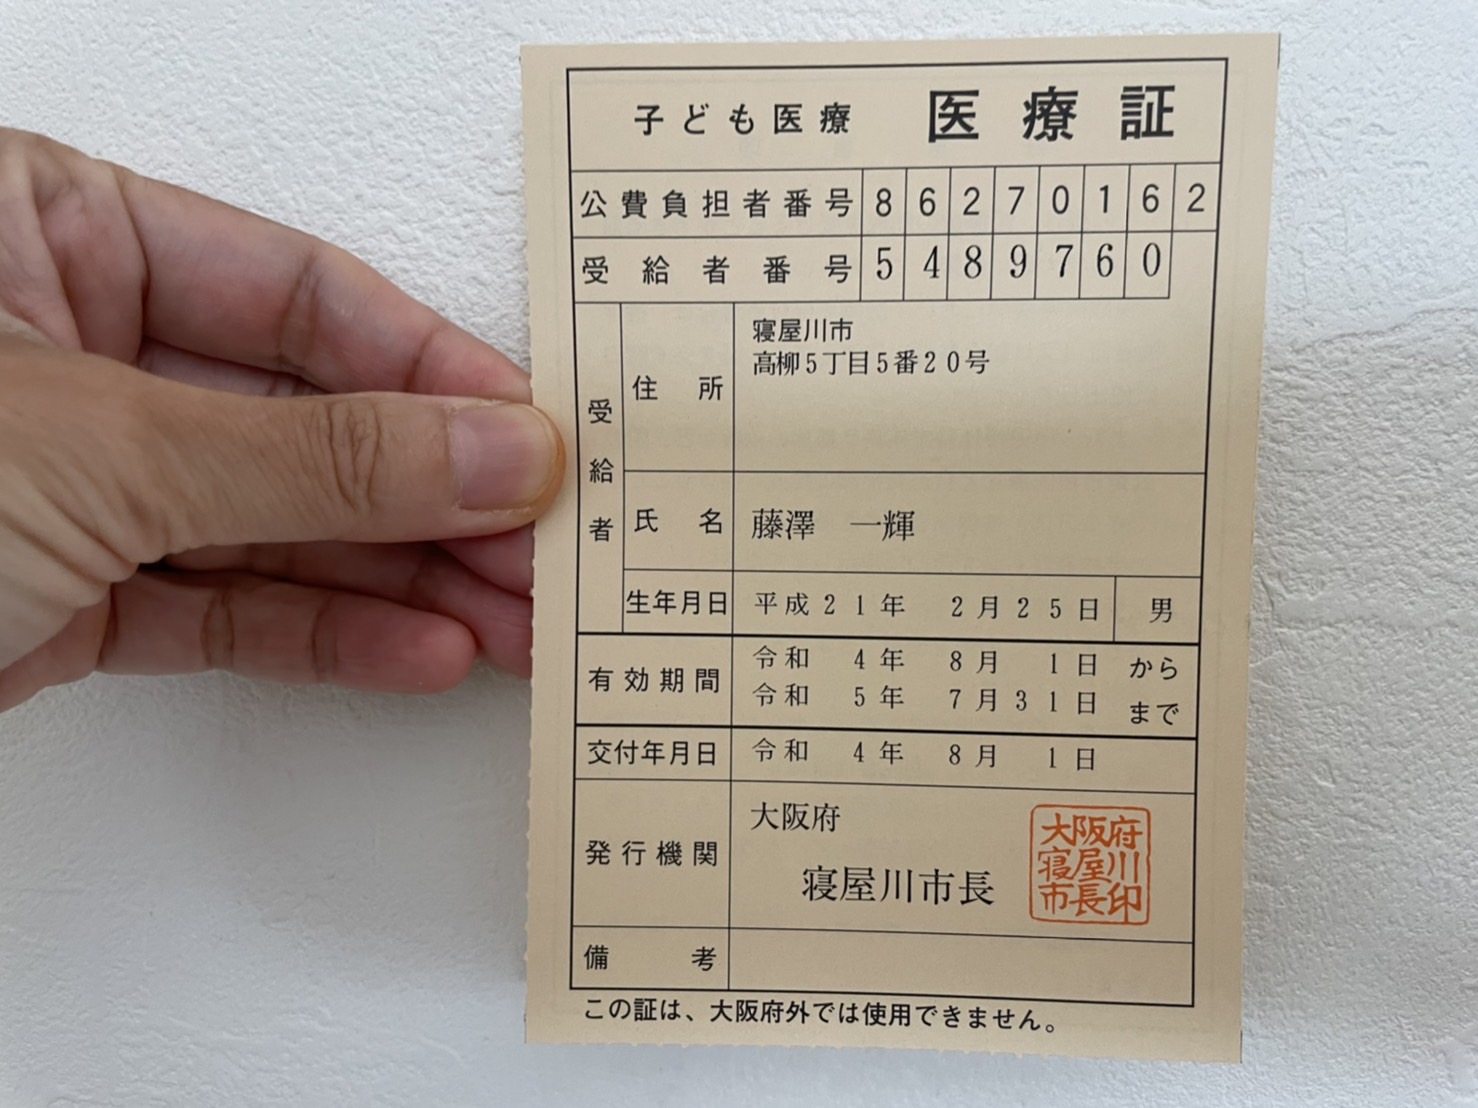 子ども医療 医療証
公費負担者番号 86270162
受給者番号 5489760
受給者
住所 寝屋川市
高柳5丁目5番20号
氏名 藤澤 一輝
生年月日 平成21年 2月25日 男
有効期間 令和 4年 8月 1日 から
令和 5年 7月31日 まで
交付年月日 令和 4年 8月 1日
発行機関 大阪府
寝屋川市長
大阪府
寝屋川
市長印
備考
この証は、大阪府外では使用できません。